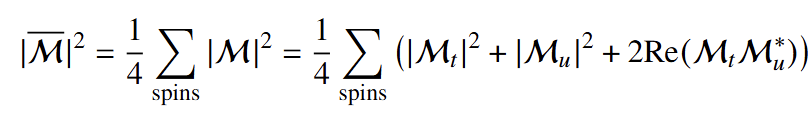 |\overline{\mathcal{M}}|^2 = \frac{1}{4} \sum_{\text{spins}} |\mathcal{M}|^2 = \frac{1}{4} \sum_{\text{spins}} \left( |\mathcal{M}_t|^2 + |\mathcal{M}_u|^2 + 2\text{Re}(\mathcal{M}_t \mathcal{M}_u^*) \right)